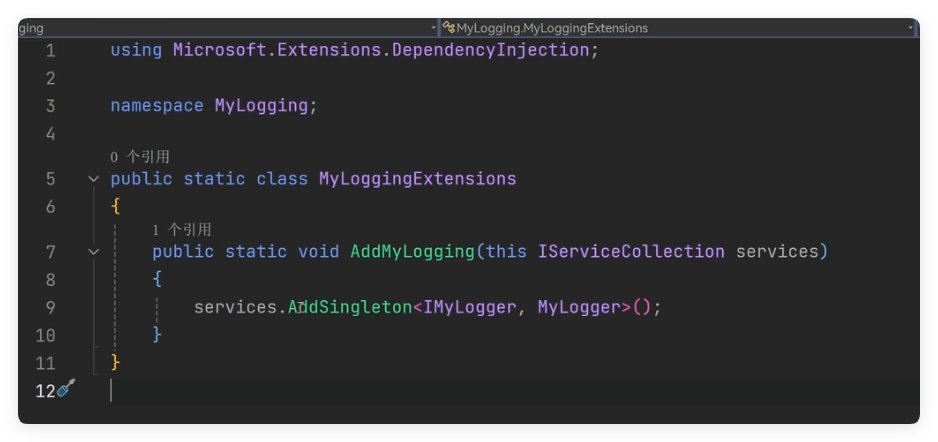 ging MyLogging.MyLoggingExtensions
1 using Microsoft.Extensions.DependencyInjection;
2
3 namespace MyLogging;
4
0 个引用
5 public static class MyLoggingExtensions
6 {
1 个引用
7 public static void AddMyLogging(this IServiceCollection services)
8 {
9 services.AddSingleton<IMyLogger, MyLogger>();
10 }
11 }
12